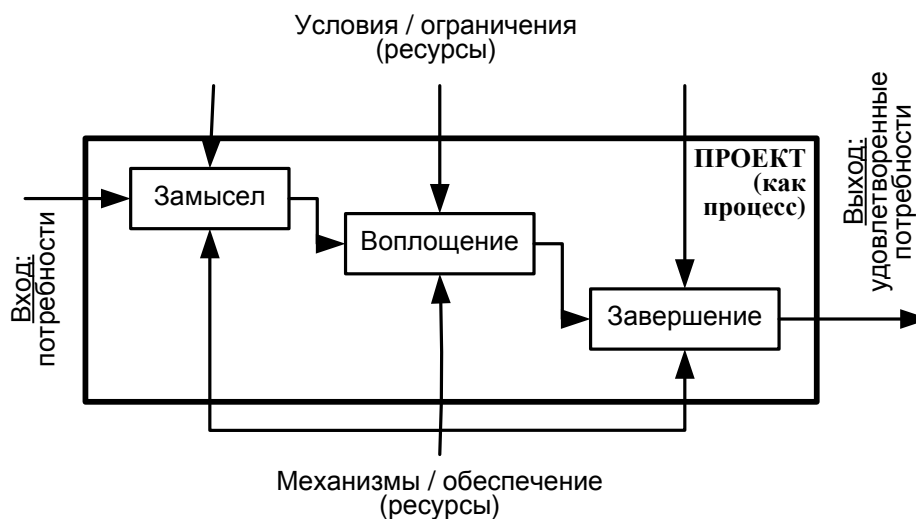 Условия / ограничения
(ресурсы)
ПРОЕКТ
(как
процесс)
Замысел
Воплощение
Завершение
Вход:
потребности
Выход:
удовлетворенные
потребности
Механизмы / обеспечение
(ресурсы)